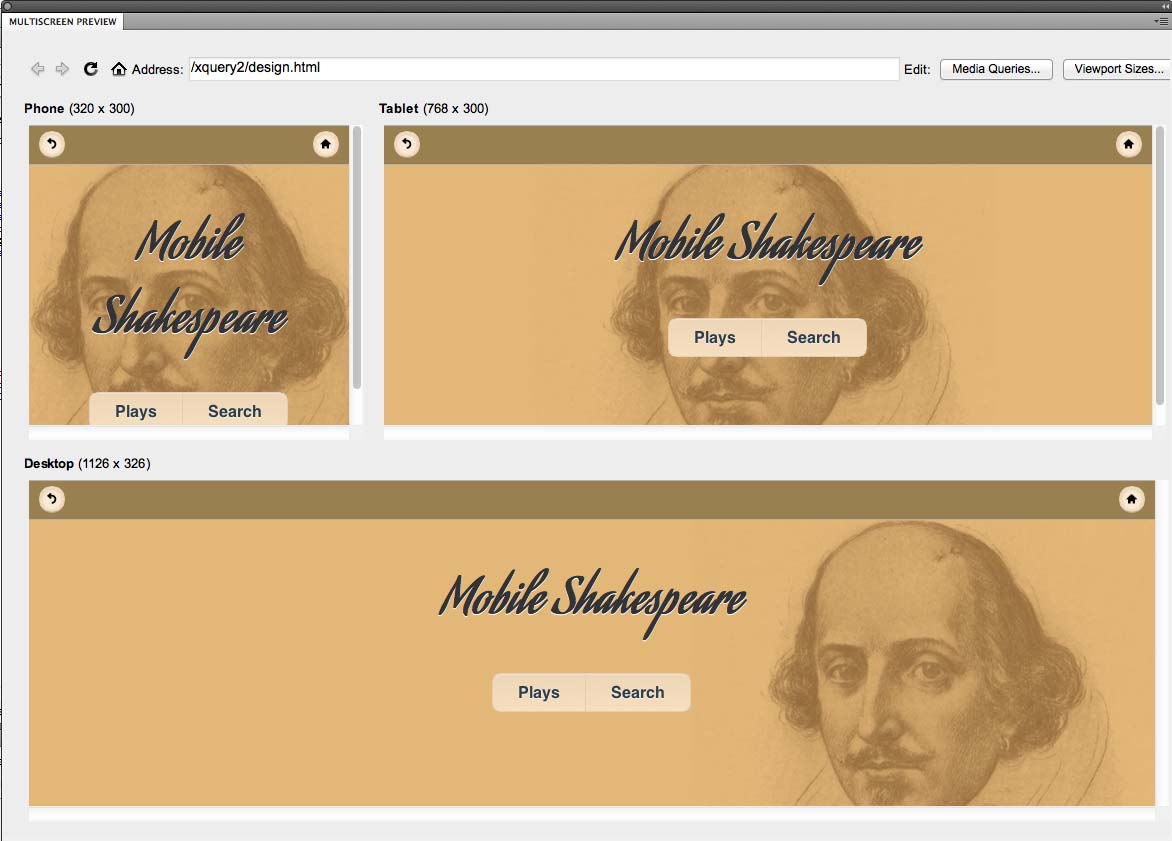 MULTISCREEN PREVIEW
Address: /xquery2/design.html Edit: Media Queries... Viewport Sizes...
Phone (320 x 300)
Mobile
Shakespeare
Plays Search
Tablet (768 x 300)
Mobile Shakespeare
Plays Search
Desktop (1126 x 326)
Mobile Shakespeare
Plays Search